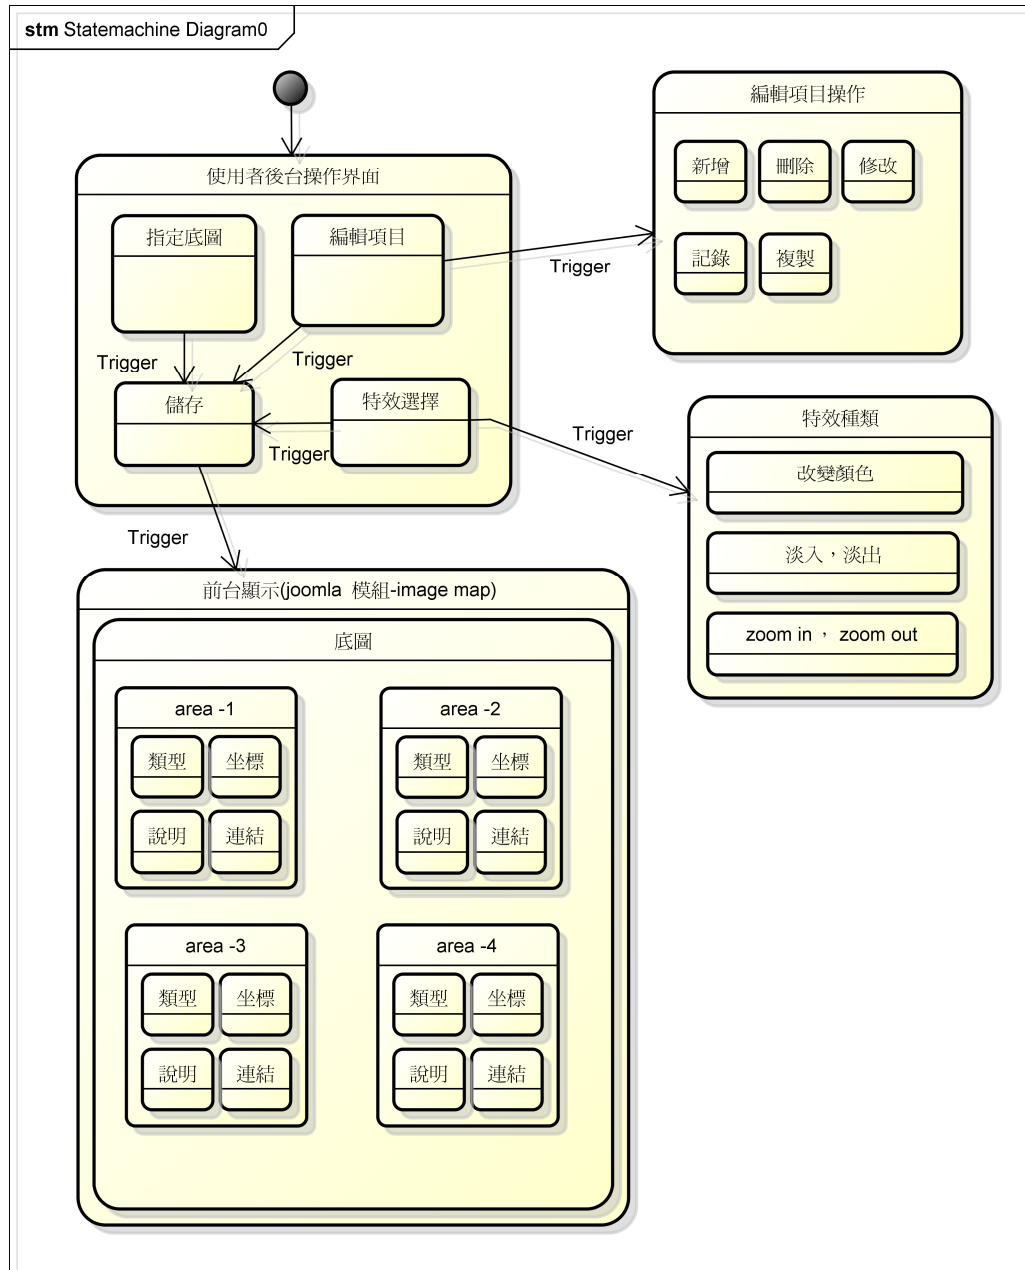 stm Statemachine Diagram0
使用者後台操作界面
指定底圖
編輯項目
Trigger
Trigger
儲存
特效選擇
Trigger
Trigger
編輯項目操作
新增
刪除
修改
記錄
複製
Trigger
特效種類
改變顏色
淡入，淡出
zoom in ， zoom out
Trigger
前台顯示(joomla 模組-image map)
底圖
area -1
類型
坐標
說明
連結
area -2
類型
坐標
說明
連結
area -3
類型
坐標
說明
連結
area -4
類型
坐標
說明
連結